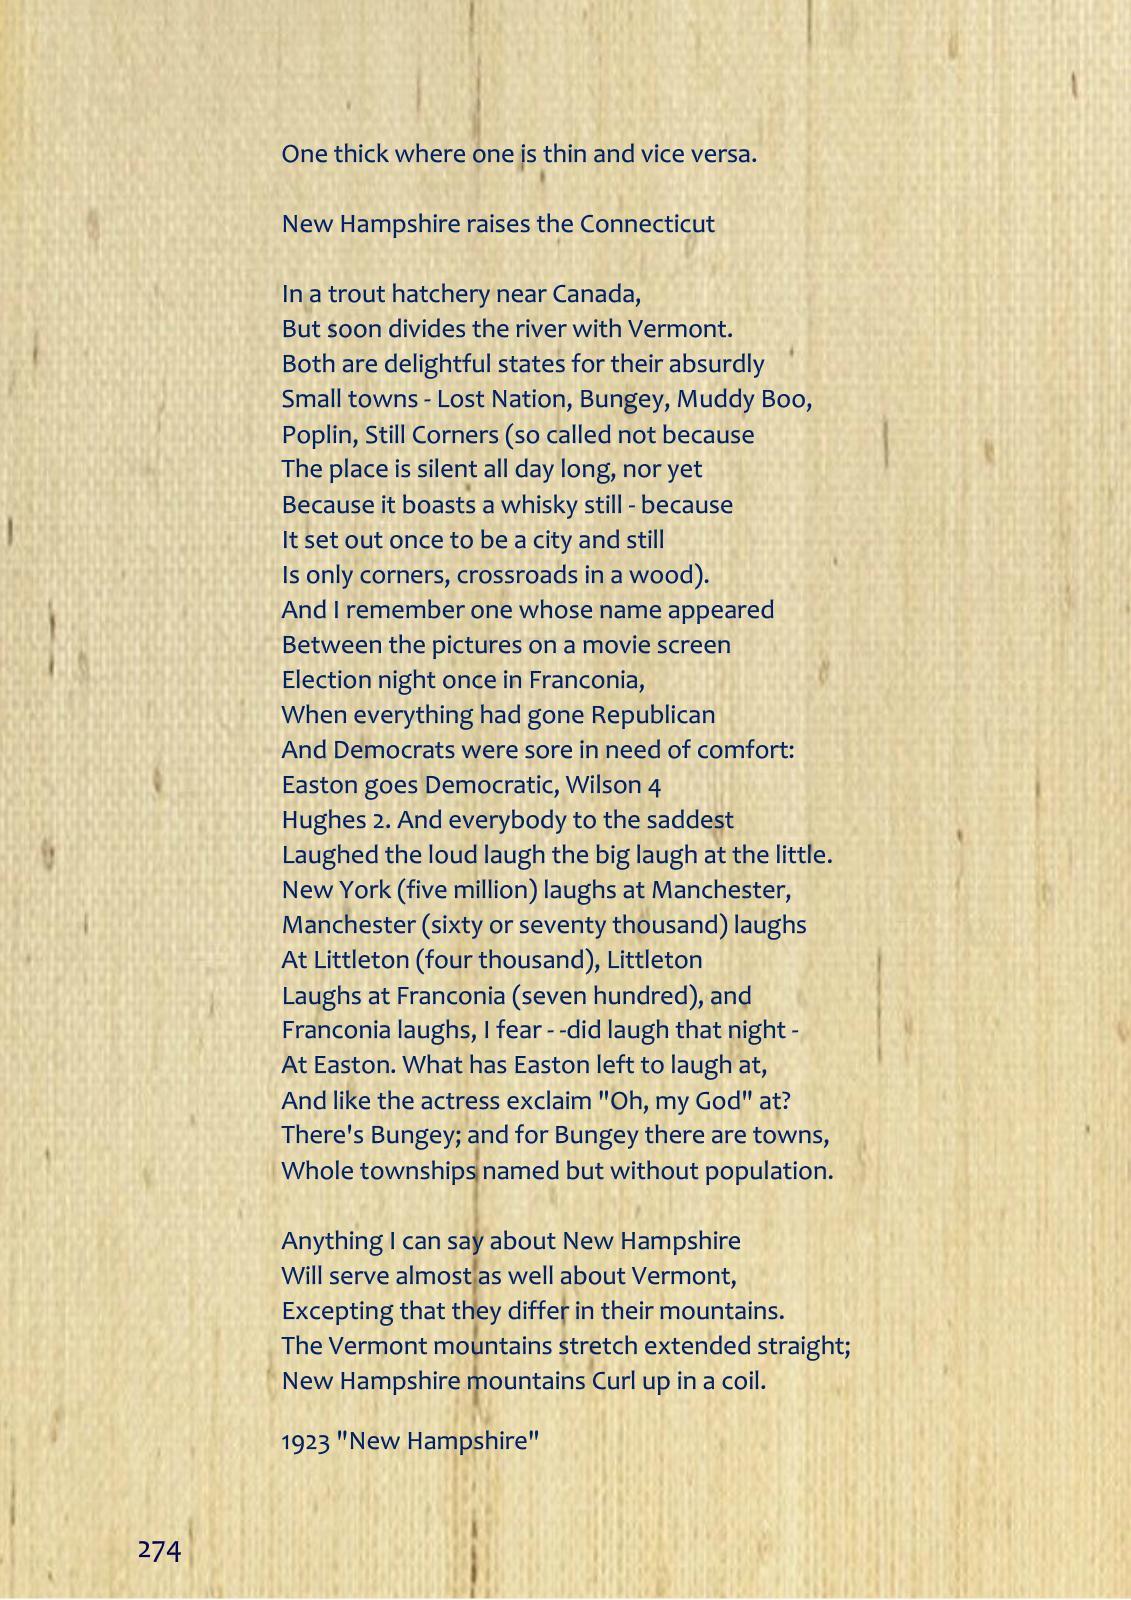 One thick where one is thin and vice versa.
New Hampshire raises the Connecticut
In a trout hatchery near Canada,
But soon divides the river with Vermont.
Both are delightful states for their absurdly
Small towns - Lost Nation, Bungey, Muddy Boo,
Poplin, Still Corners (so called not because
The place is silent all day long, nor yet
Because it boasts a whisky still - because
It set out once to be a city and still
Is only corners, crossroads in a wood).
And I remember one whose name appeared
Between the pictures on a movie screen
Election night once in Franconia,
When everything had gone Republican
And Democrats were sore in need of comfort:
Easton goes Democratic, Wilson 4
Hughes 2. And everybody to the saddest
Laughed the loud laugh the big laugh at the little.
New York (five million) laughs at Manchester,
Manchester (sixty or seventy thousand) laughs
At Littleton (four thousand), Littleton
Laughs at Franconia (seven hundred), and
Franconia laughs, I fear - -did laugh that night -
At Easton. What has Easton left to laugh at,
And like the actress exclaim "Oh, my God" at?
There's Bungey; and for Bungey there are towns,
Whole townships named but without population.
Anything I can say about New Hampshire
Will serve almost as well about Vermont,
Excepting that they differ in their mountains.
The Vermont mountains stretch extended straight;
New Hampshire mountains Curl up in a coil.
1923 "New Hampshire"
274